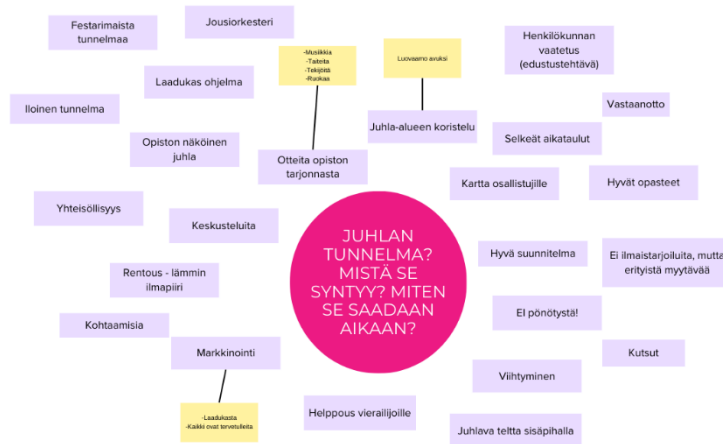 Festarimaista
tunnelmaa
Jousiorkesteri
-Musiikkia
-Taiteita
-Tekijöitä
-Ruokaa
Luovaamo avuksi
Henkilökunnan
vaatetus
(edustustehtävä)
Laadukas ohjelma
Iloinen tunnelma
Vastaanotto
Juhla-alueen koristelu
Selkeät aikataulut
Opiston näköinen
juhla
Otteita opiston
tarjonnasta
Kartta osallistujille
Hyvät opasteet
Yhteisöllisyys
Keskusteluita
JUHLAN
TUNNELMA?
MISTÄ SE
SYNTYY? MITEN
SE SAADAAN
AIKAAN?
Hyvä suunnitelma
Ei ilmaistarjoiluita, mutta
erityistä myytävää
Rentous - lämmin
ilmapiiri
EI pönötystä!
Kohtaamisia
Markkinointi
Kutsut
Viihtyminen
-Laadukasta
-Kaikki ovat tervetulleita
Helppous vierailijoille
Juhlava teltta sisäpihalla